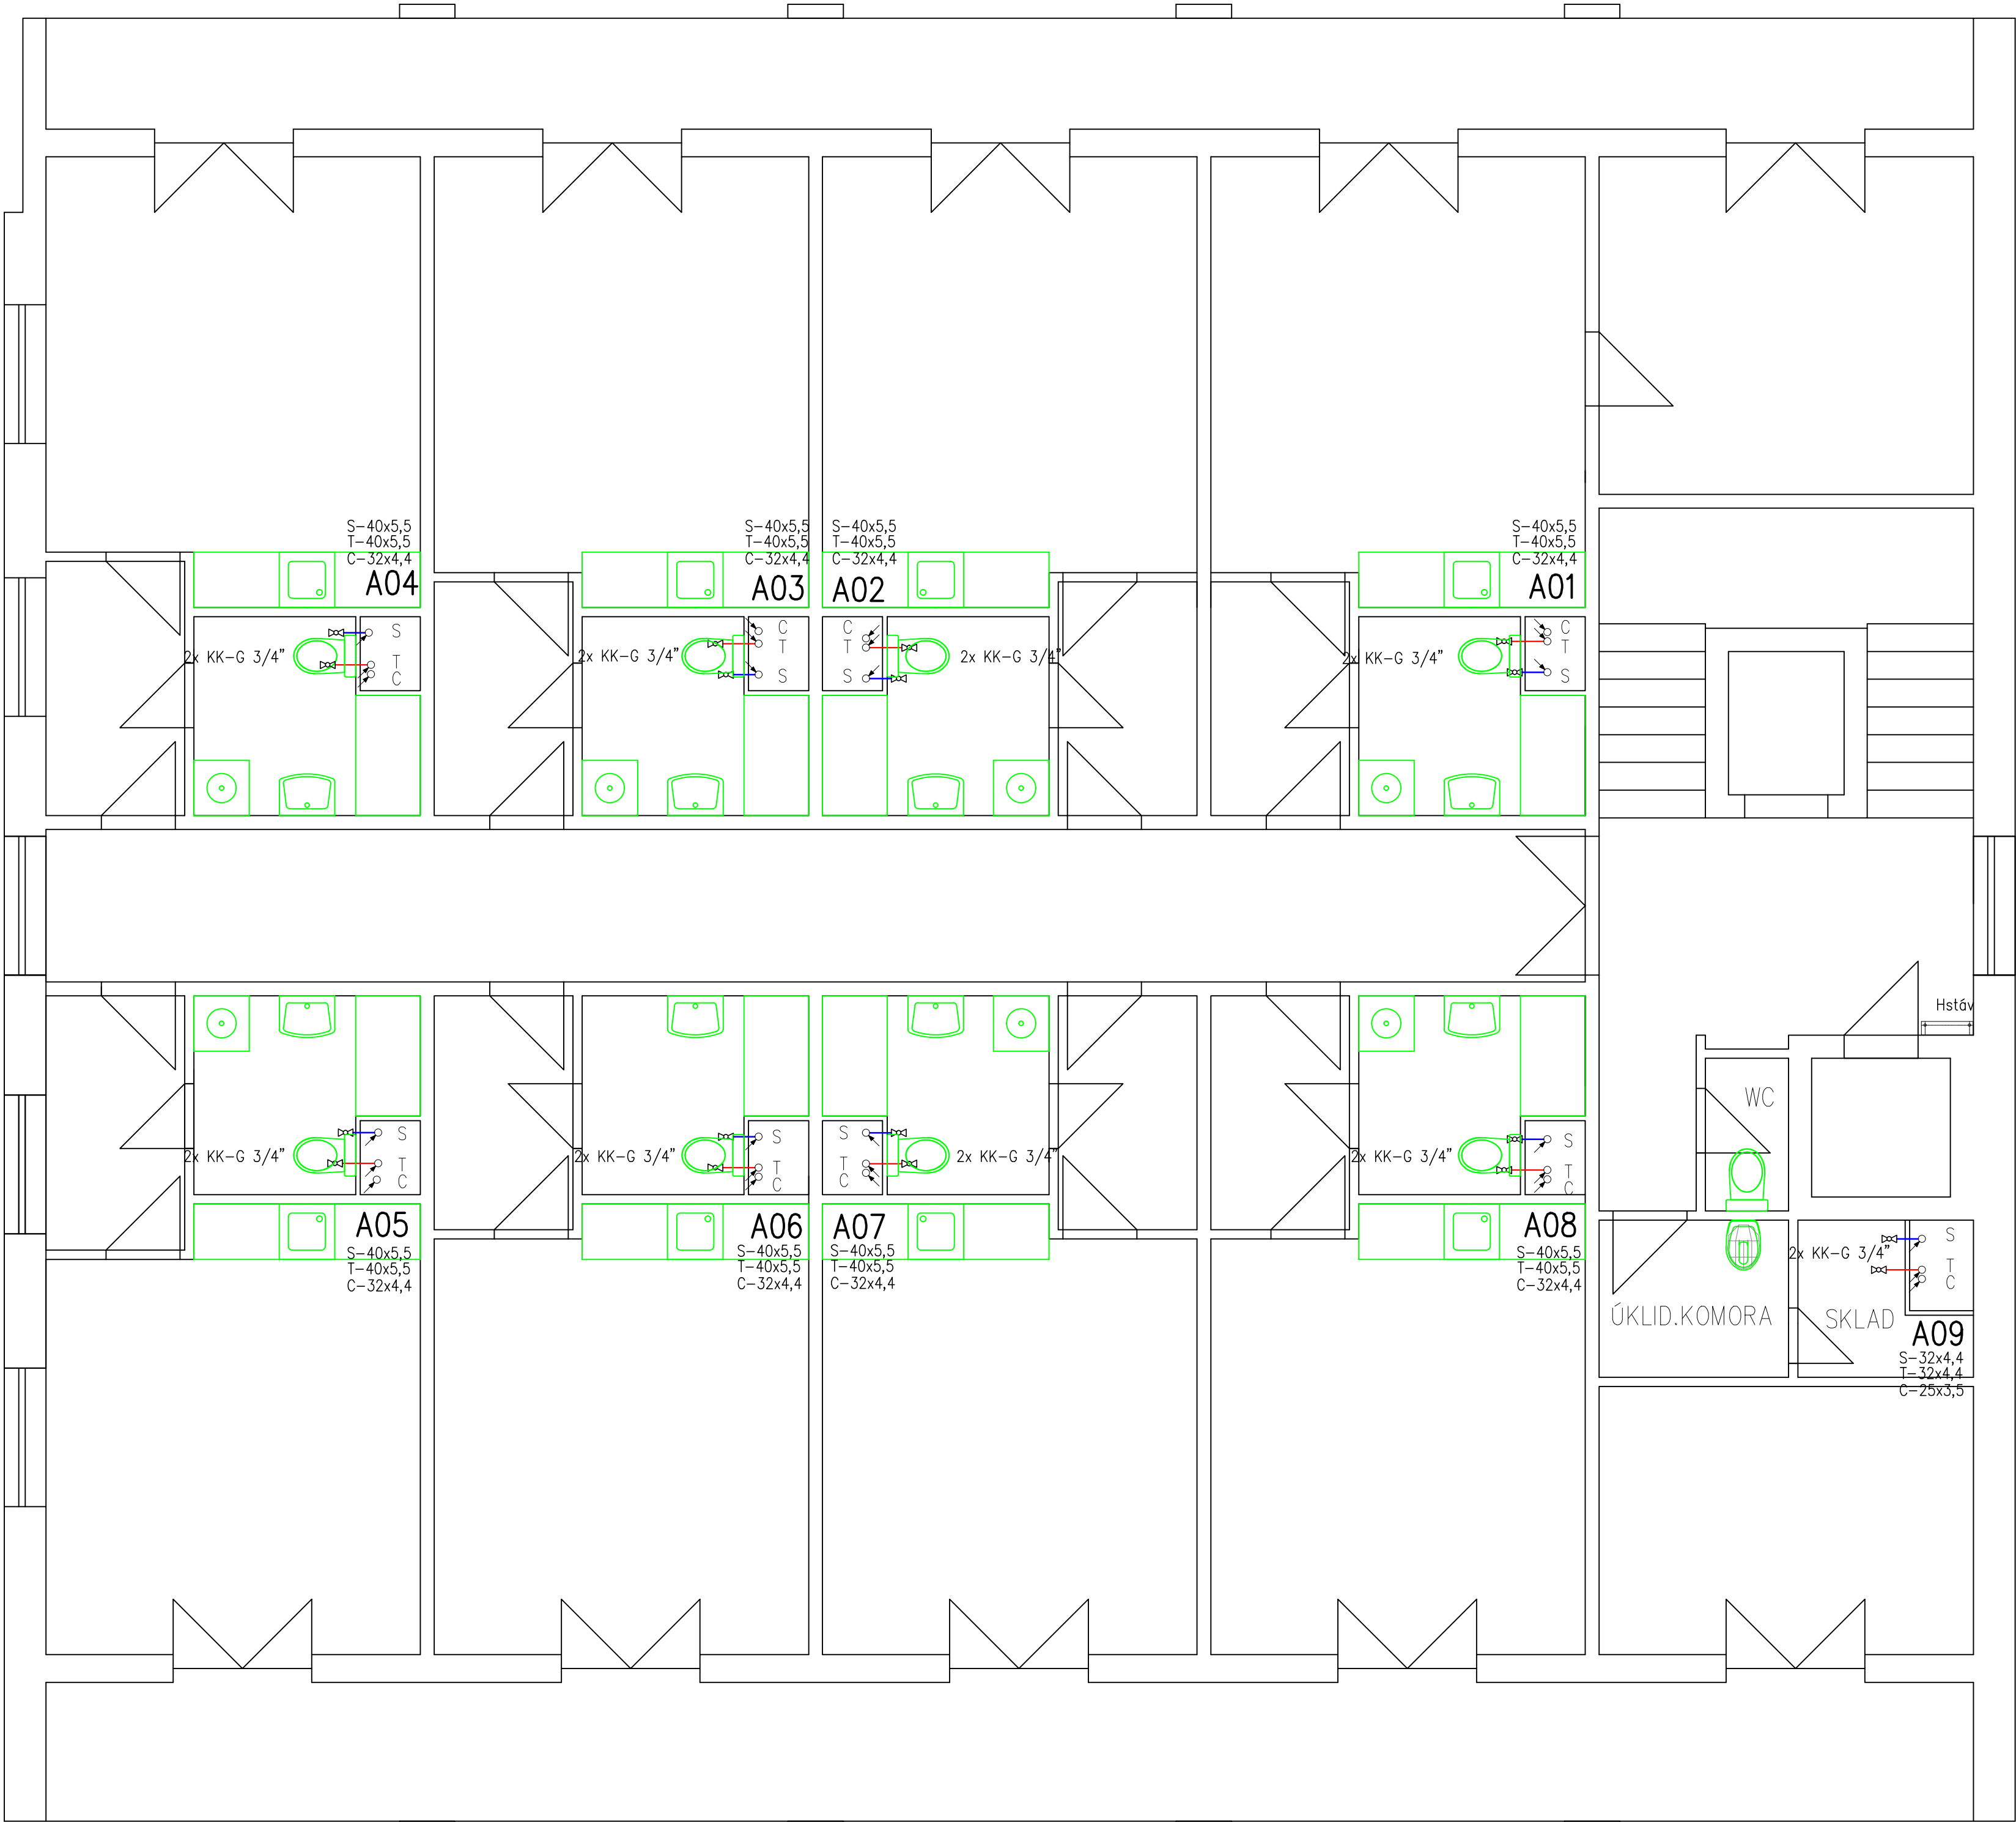 S-40x5,5
T-40x5,5
C-32x4,4
A04
S-40x5,5
T-40x5,5
C-32x4,4
A03
S-40x5,5
T-40x5,5
C-32x4,4
A02
S-40x5,5
T-40x5,5
C-32x4,4
A01
2x KK-G 3/4"
S
T
C
2x KK-G 3/4"
C
T
S
C
T
S
2x KK-G 3/4"
2x KK-G 3/4"
C
T
S
Hstáv
WC
2x KK-G 3/4"
S
T
C
A05
S-40x5,5
T-40x5,5
C-32x4,4
2x KK-G 3/4"
S
T
C
A06
S-40x5,5
T-40x5,5
C-32x4,4
S
T
C
2x KK-G 3/4"
A07
S-40x5,5
T-40x5,5
C-32x4,4
2x KK-G 3/4"
S
T
C
A08
S-40x5,5
T-40x5,5
C-32x4,4
2x KK-G 3/4"
S
T
C
ÚKLID.KOMORA
SKLAD
A09
S-32x4,4
T-32x4,4
C-25x3,5